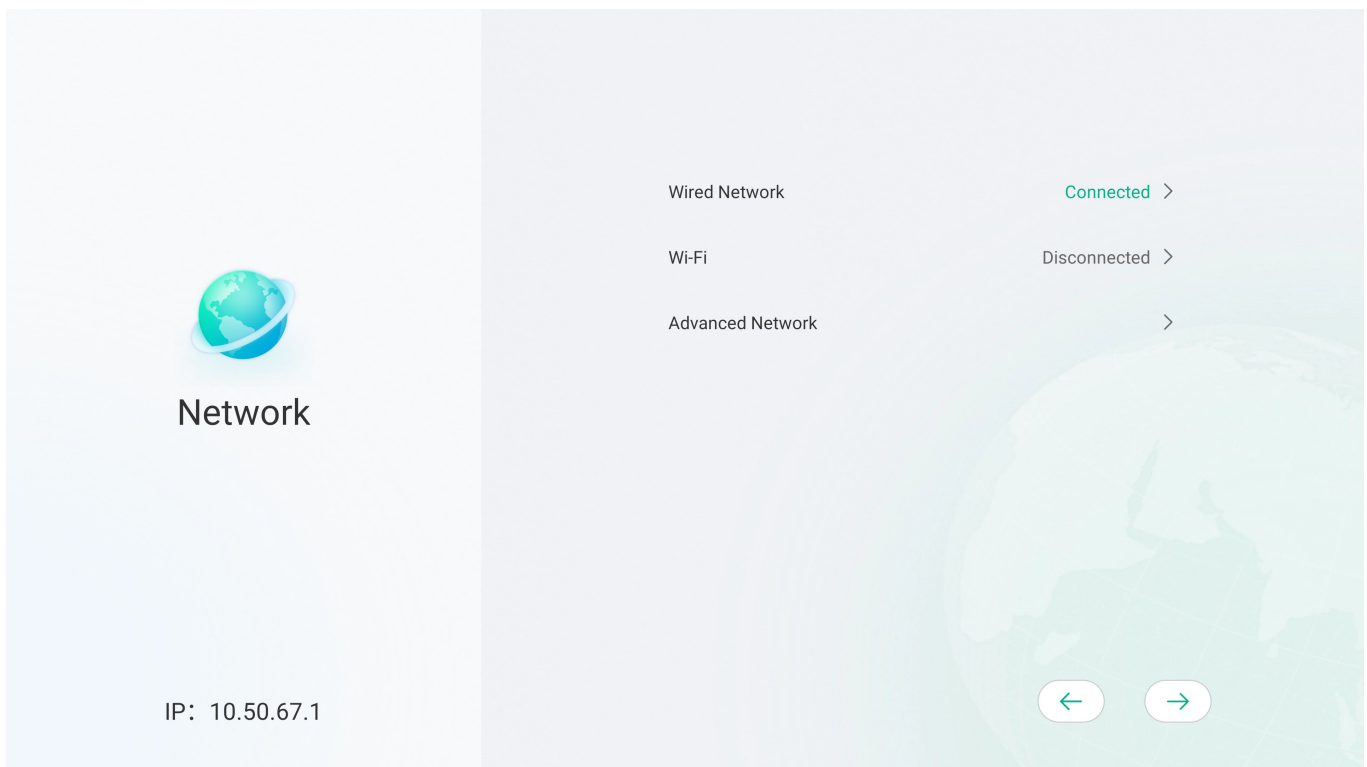 Wired Network Connected
Wi-Fi Disconnected
Advanced Network
Network
IP：10.50.67.1